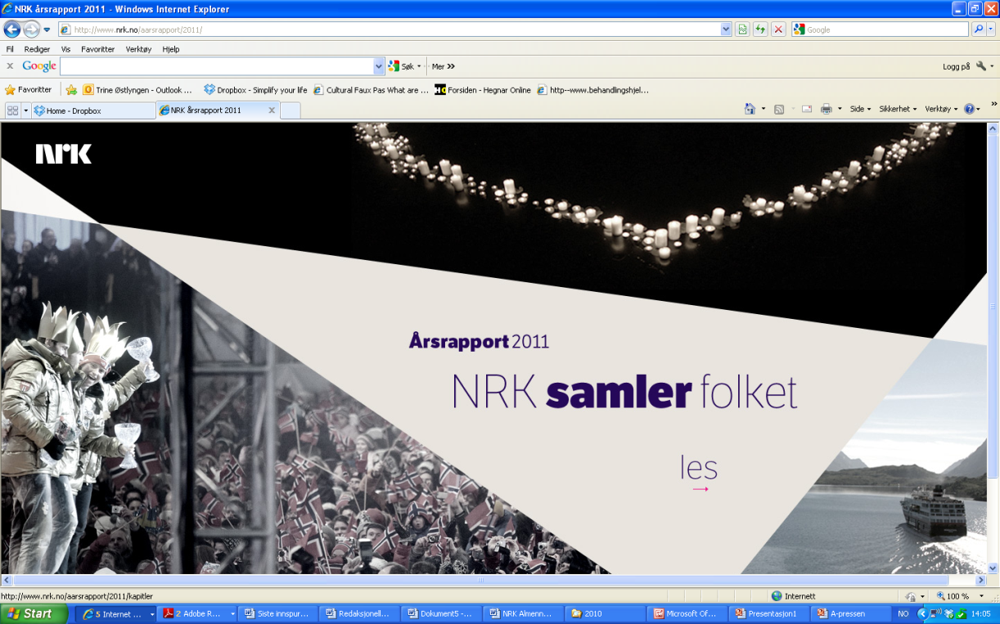 NRK årsrapport 2011 - Windows Internet Explorer
http://www.nrk.no/aarsrapport/2011/
Google
Fil Rediger Vis Favoritter Verktøy Hjelp
x Google Søk Mer >> Logg på
Favoritter Trine Østlyngen - Outlook ... Dropbox - Simplify your life Cultural Faux Pas What are ... HO Forsiden - Hegnar Online http--www.behandlingshjel...
Home - Dropbox NRK årsrapport 2011 x Side Sikkerhet Verktøy
NRK
Årsrapport 2011
NRK samler folket
les
http://www.nrk.no/aarsrapport/2011/kapitler Internett 100 %
Start 5 Internet ... 2 Adobe R... Siste innspur... Redaksjonell... Dokument5 -... NRK Almenn... 2010 Microsoft Of... Presentasjon1 A-pressen NO 14:05